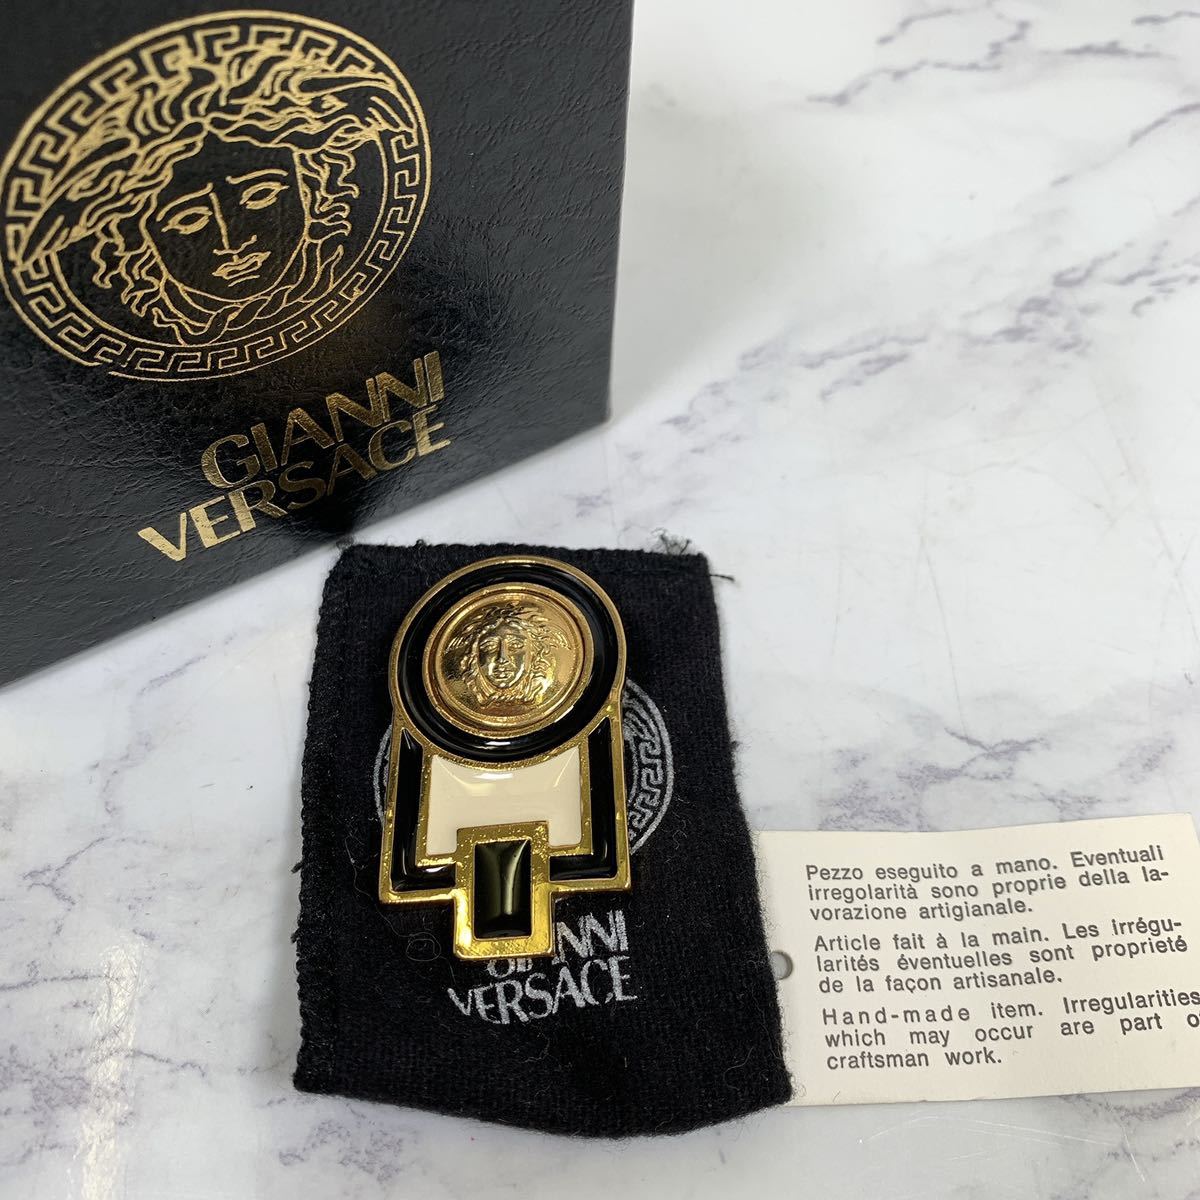 GIANNI
VERSACE
GIANNI
VERSACE
Pezzo eseguito a mano. Eventuali
irregolarità sono proprie della la-
vorazione artigianale.
Article fait à la main. Les irrégu-
larités éventuelles sont proprieté
de la façon artisanale.
Hand-made item. Irregularities
which may occur are part of
craftsman work.